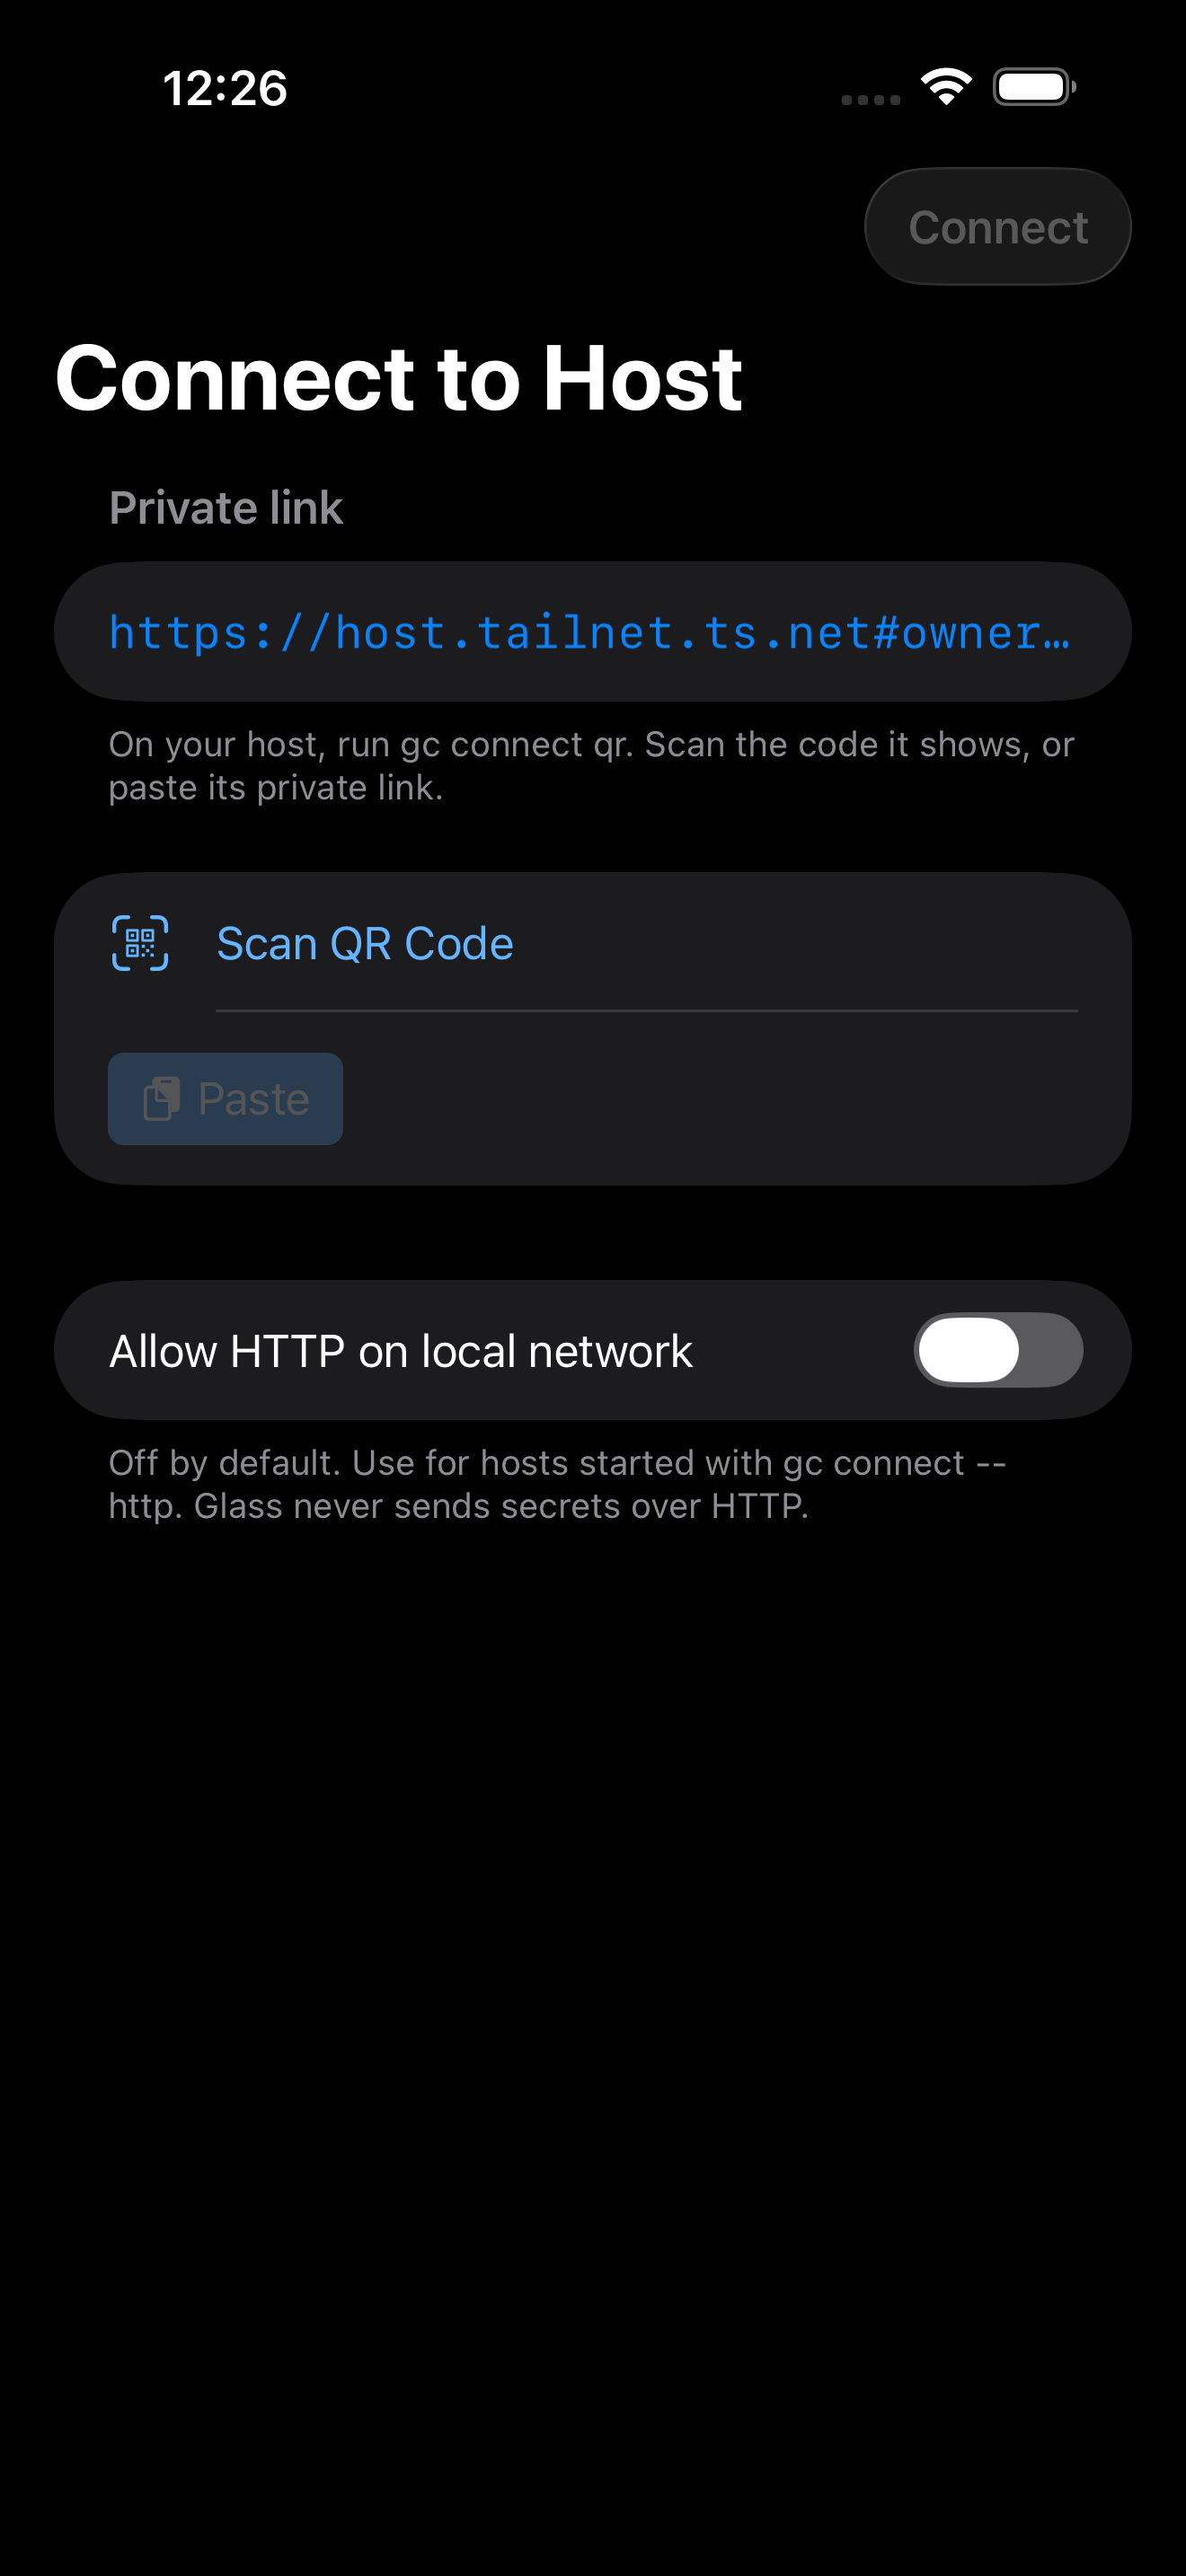 12:26
Connect
Connect to Host
Private link
https://host.tailnet.ts.net#owner…
On your host, run gc connect qr. Scan the code it shows, or
paste its private link.
Scan QR Code
Paste
Allow HTTP on local network
Off by default. Use for hosts started with gc connect --
http. Glass never sends secrets over HTTP.